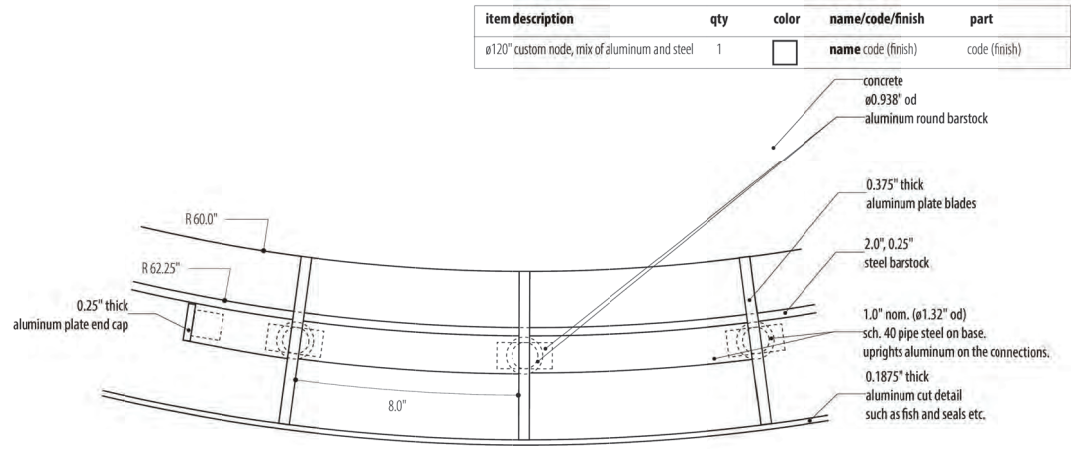 item description qty color name/code/finish part
ø120" custom node, mix of aluminum and steel 1 name code (finish) code (finish)
concrete
ø0.938' od
aluminum round barstock
0.375" thick
aluminum plate blades
R 60.0"
2.0", 0.25"
steel barstock
R 62.25"
0.25" thick
aluminum plate end cap
1.0" nom. (ø1.32" od)
sch. 40 pipe steel on base.
uprights aluminum on the connections.
0.1875" thick
aluminum cut detail
such as fish and seals etc.
8.0"